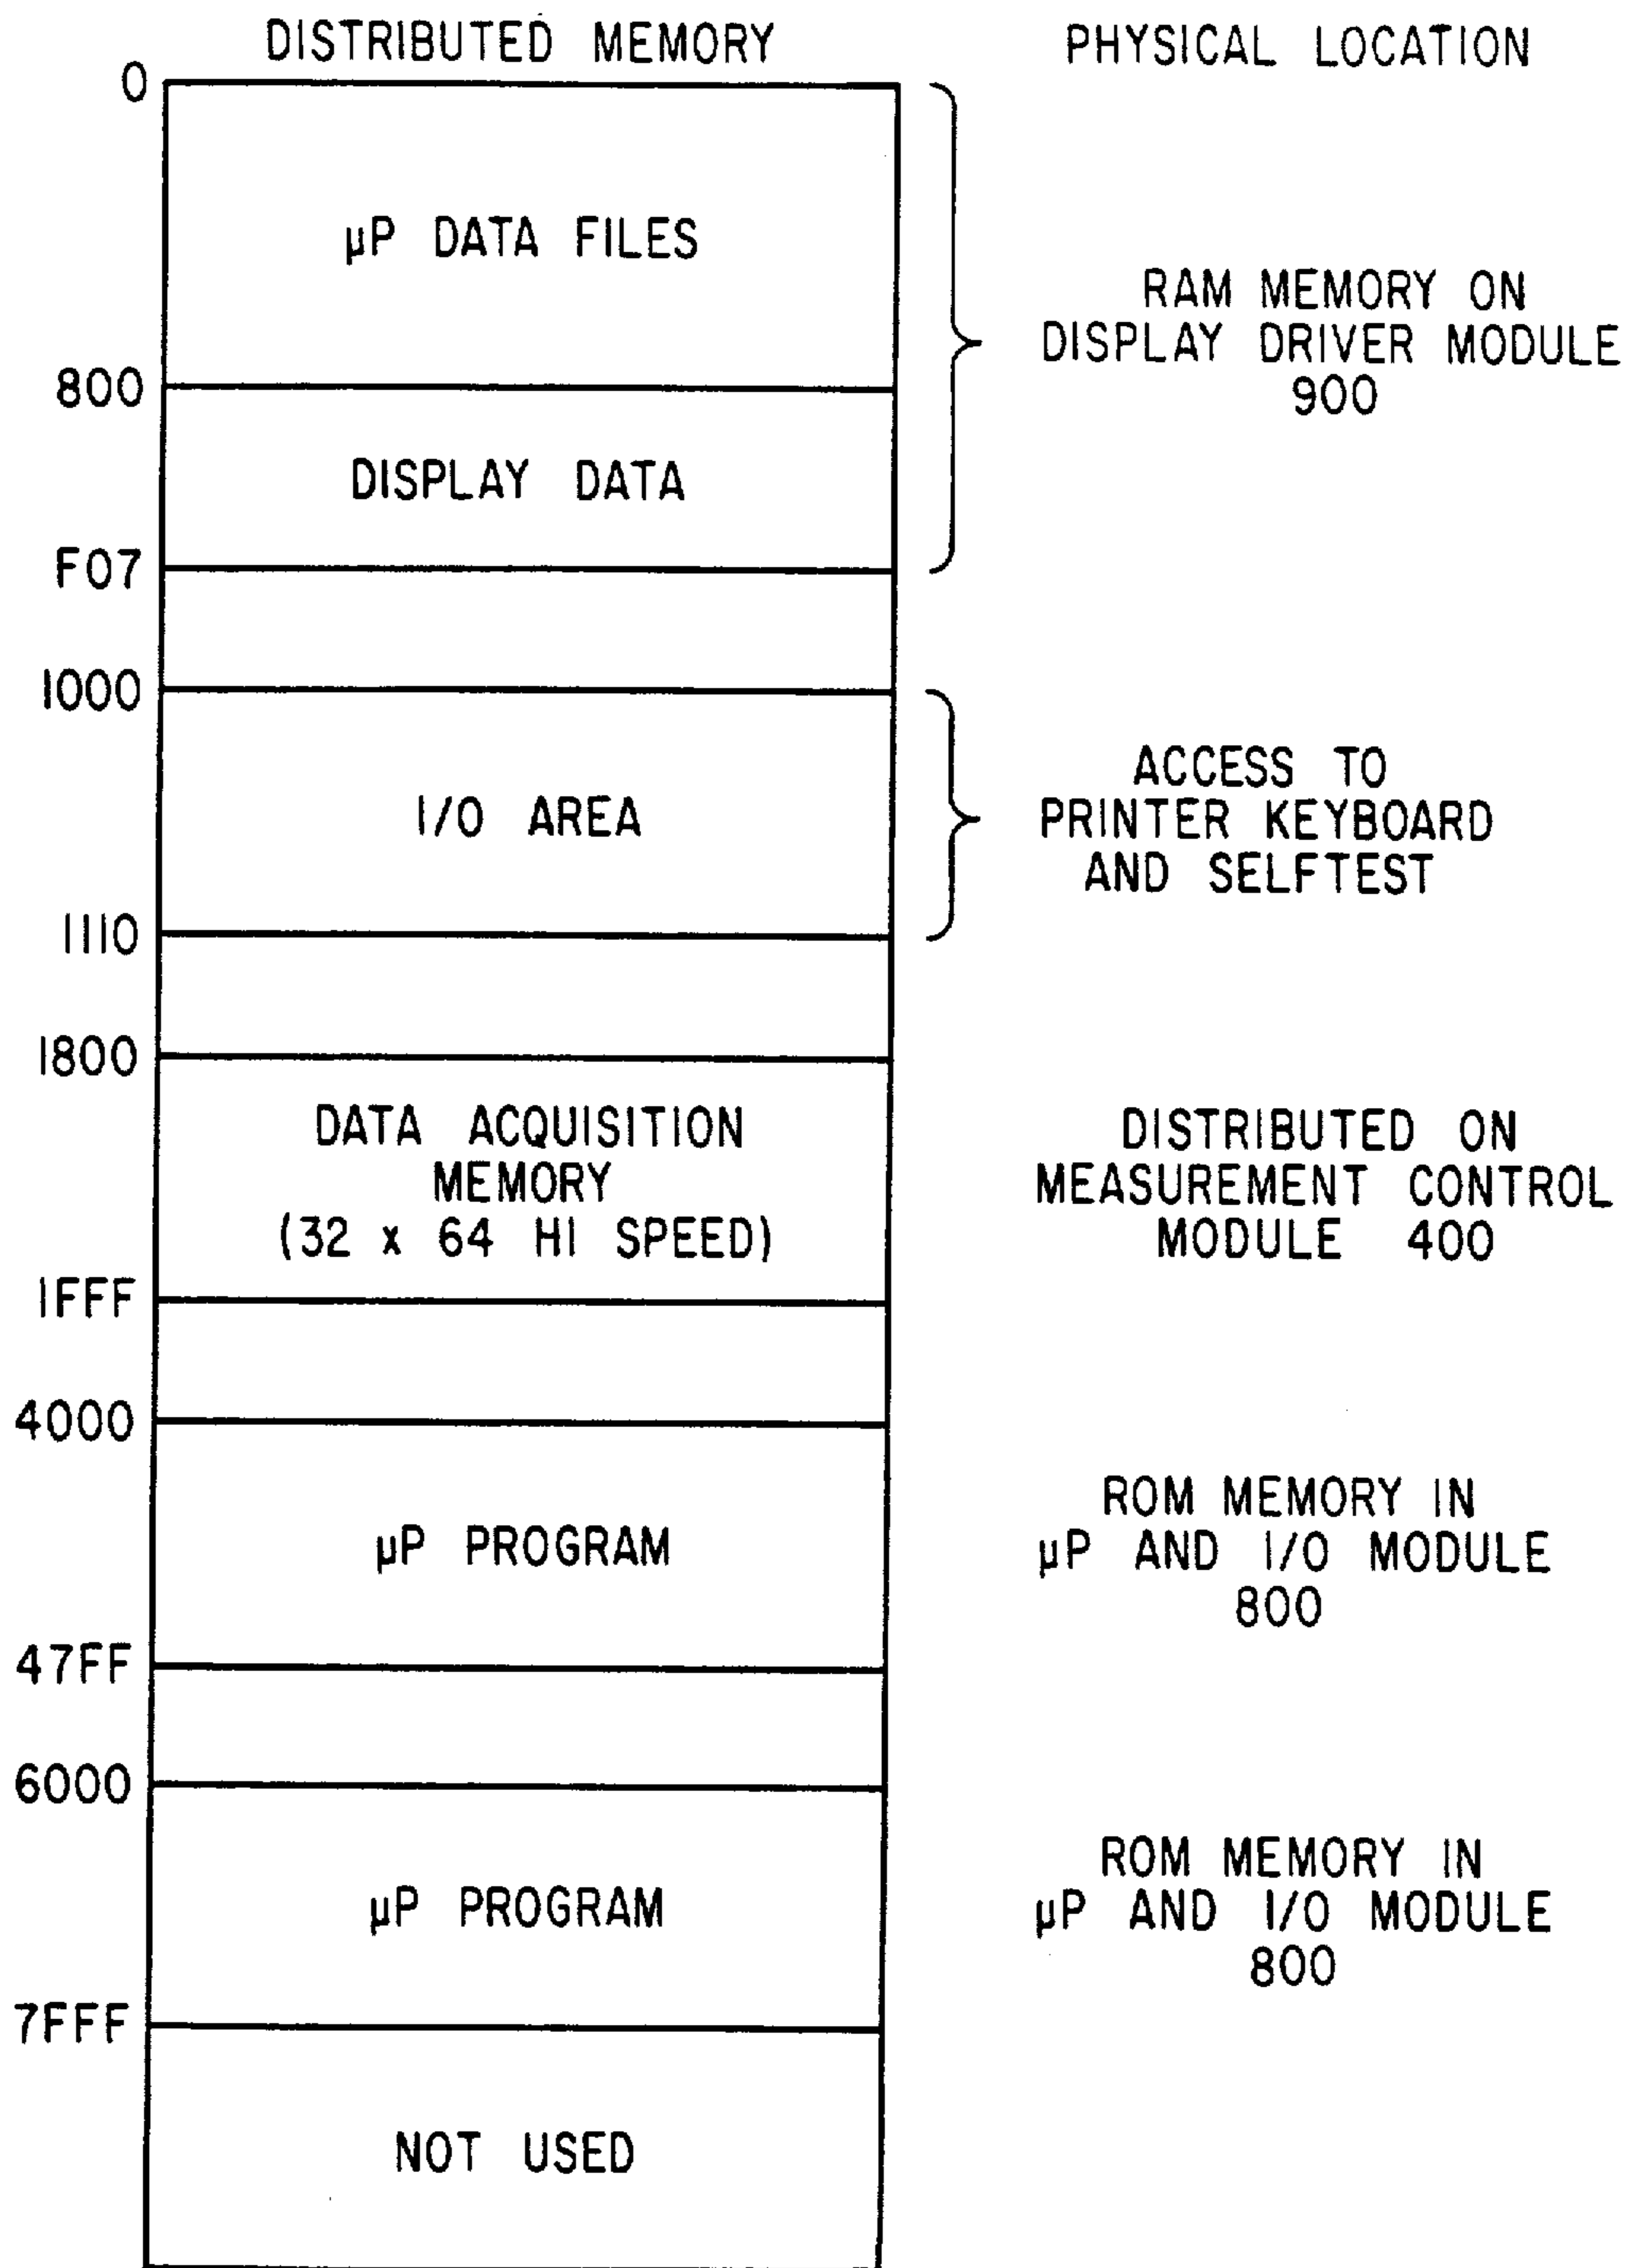 DISTRIBUTED MEMORY
PHYSICAL LOCATION
0
µP DATA FILES
RAM MEMORY ON
DISPLAY DRIVER MODULE
900
800
DISPLAY DATA
F07
1000
I/O AREA
ACCESS TO
PRINTER KEYBOARD
AND SELFTEST
1110
1800
DATA ACQUISITION
MEMORY
(32 x 64 HI SPEED)
DISTRIBUTED ON
MEASUREMENT CONTROL
MODULE 400
1FFF
4000
µP PROGRAM
ROM MEMORY IN
µP AND I/O MODULE
800
47FF
6000
µP PROGRAM
ROM MEMORY IN
µP AND I/O MODULE
800
7FFF
NOT USED